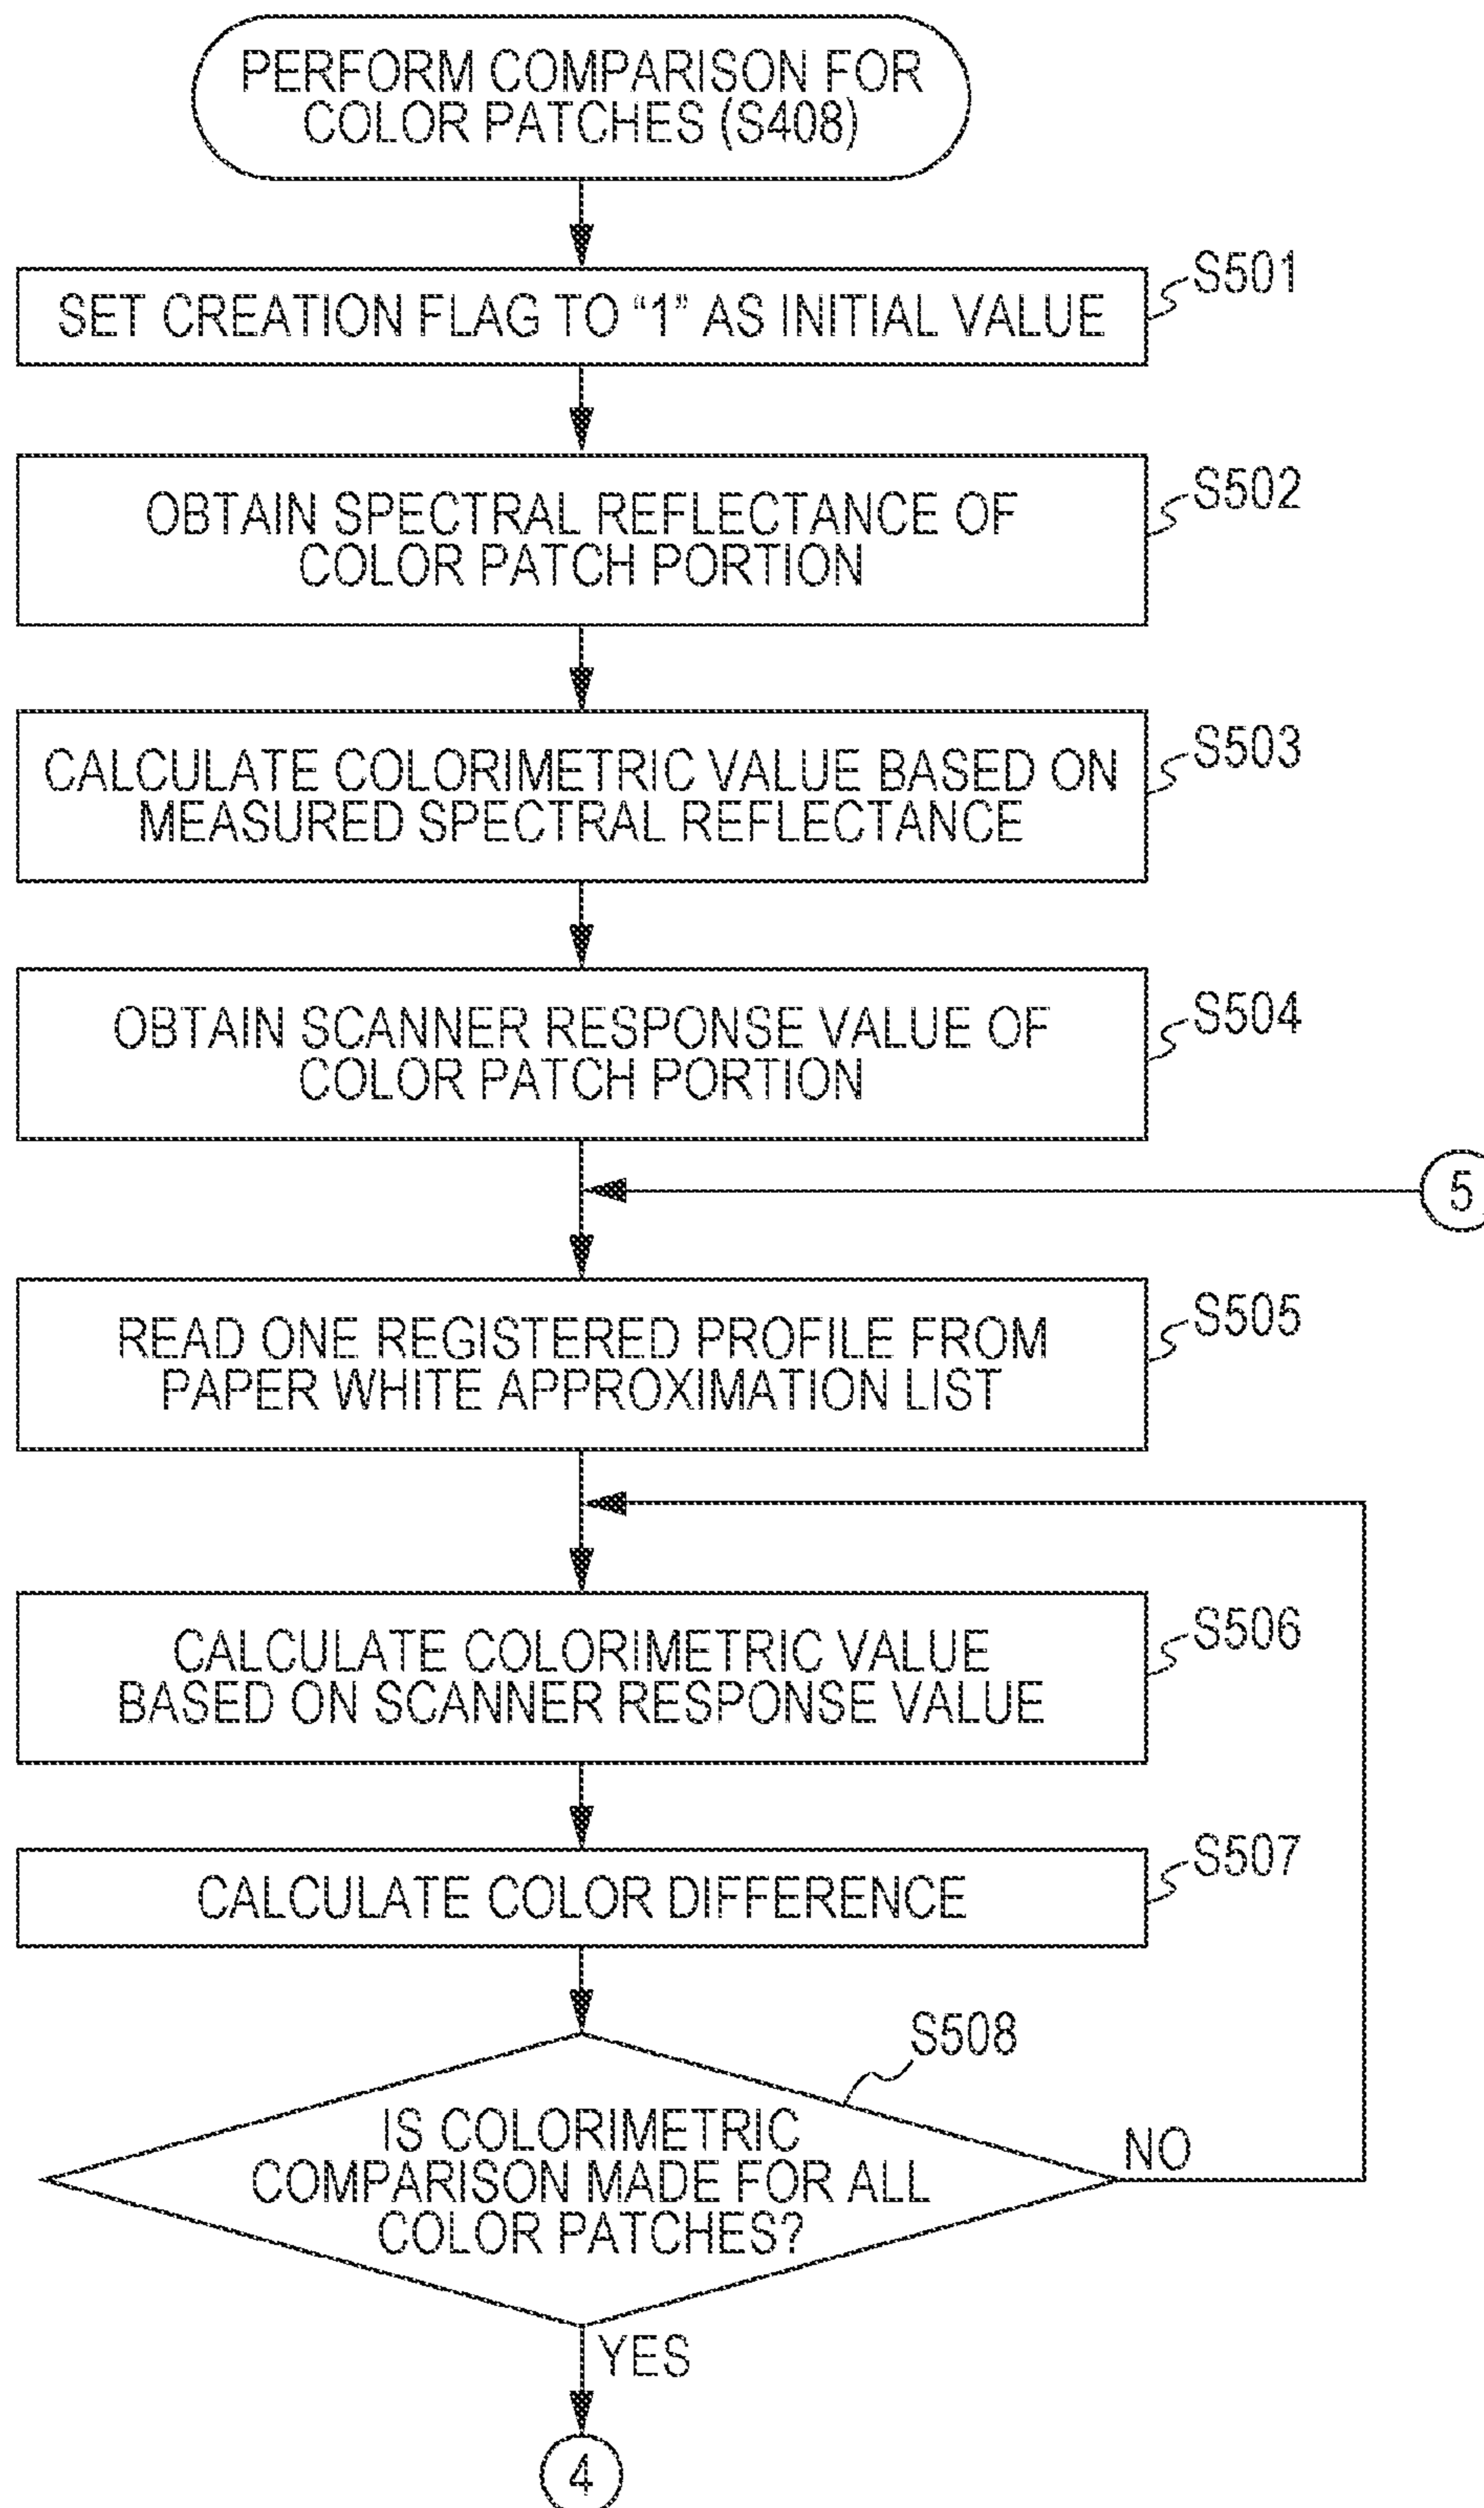 PERFORM COMPARISON FOR
COLOR PATCHES (S408)
SET CREATION FLAG TO “1” AS INITIAL VALUE
S501
OBTAIN SPECTRAL REFLECTANCE OF
COLOR PATCH PORTION
S502
CALCULATE COLORIMETRIC VALUE BASED ON
MEASURED SPECTRAL REFLECTANCE
S503
OBTAIN SCANNER RESPONSE VALUE OF
COLOR PATCH PORTION
S504
5
READ ONE REGISTERED PROFILE FROM
PAPER WHITE APPROXIMATION LIST
S505
CALCULATE COLORIMETRIC VALUE
BASED ON SCANNER RESPONSE VALUE
S506
CALCULATE COLOR DIFFERENCE
S507
S508
IS COLORIMETRIC
COMPARISON MADE FOR ALL
COLOR PATCHES?
NO
YES
4